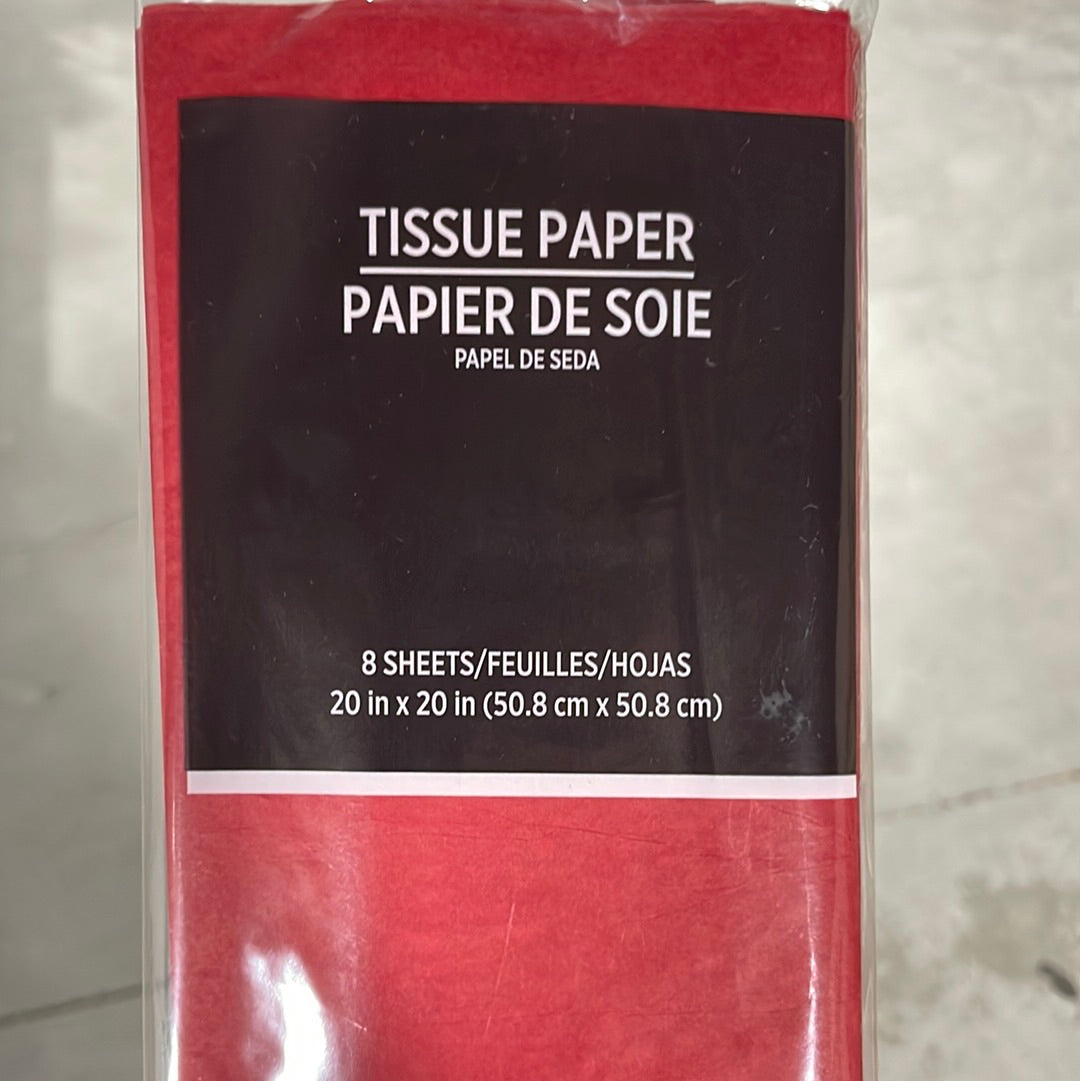 TISSUE PAPER
PAPIER DE SOIE
PAPEL DE SEDA
8 SHEETS/FEUILLES/HOJAS
20 in x 20 in (50.8 cm x 50.8 cm)